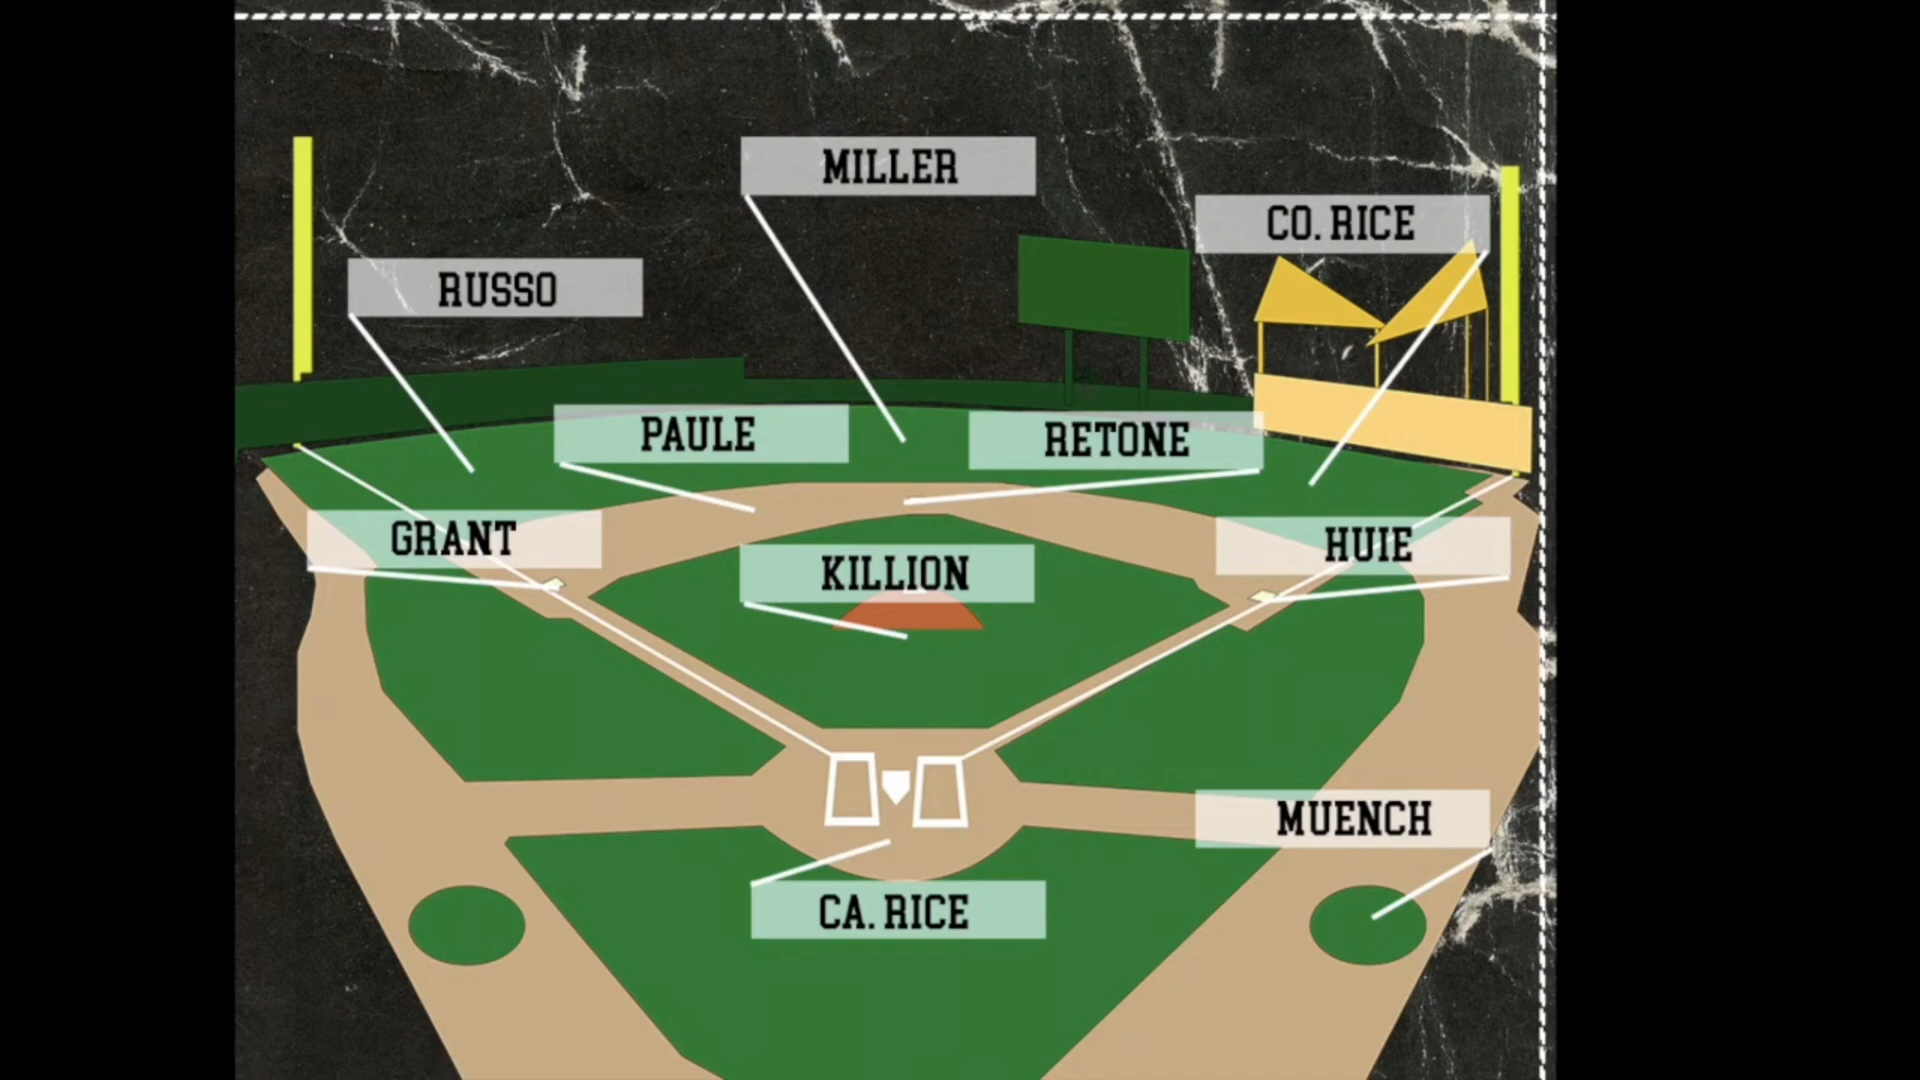 MILLER
CO. RICE
RUSSO
PAULE
RETONE
GRANT
HUIE
KILLION
MUENCH
CA. RICE